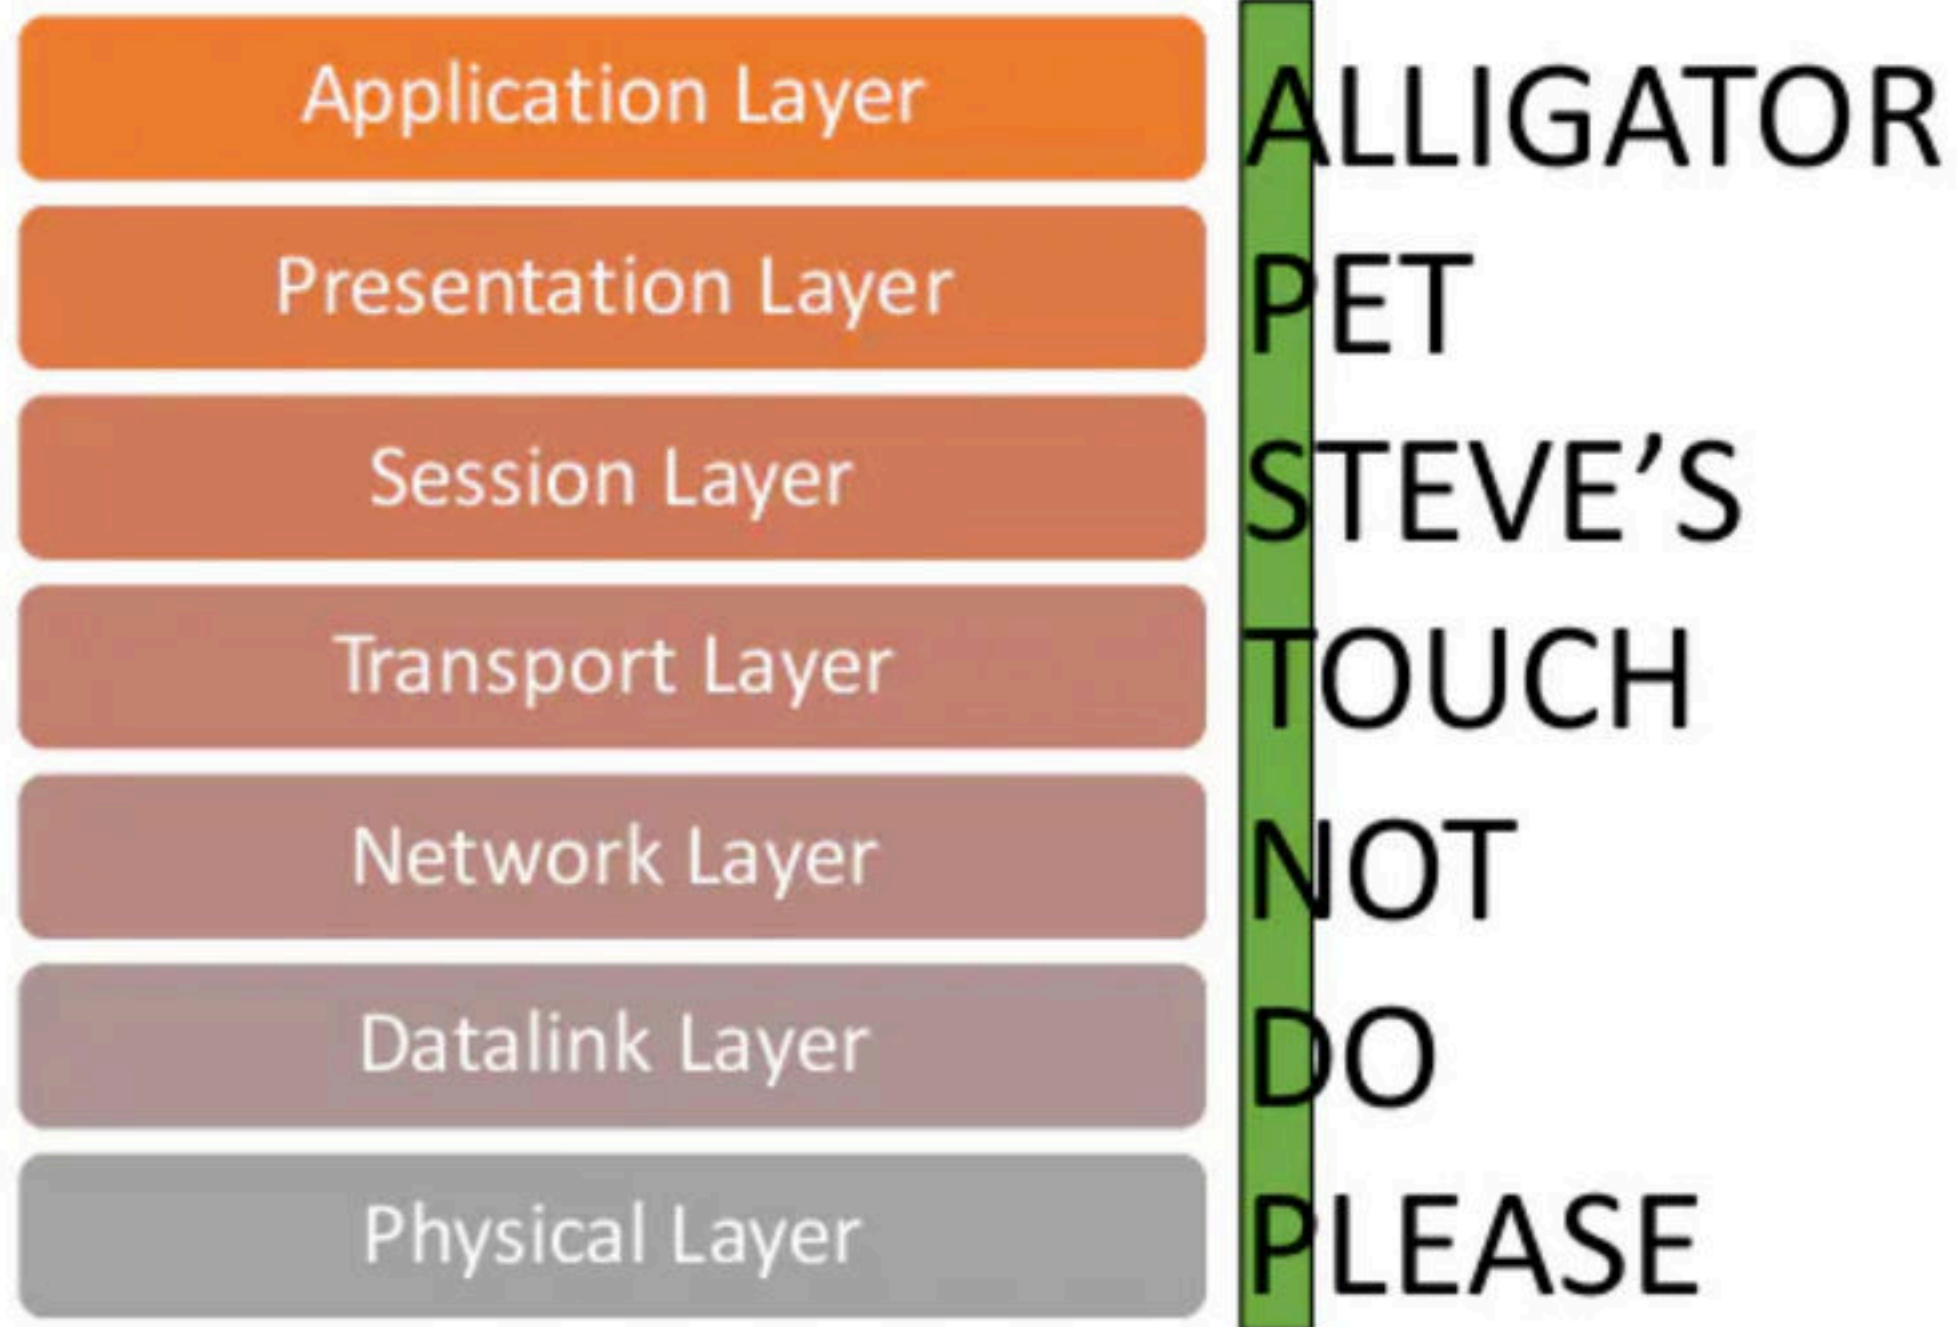 Application Layer
ALLIGATOR
Presentation Layer
PET
Session Layer
STEVE’S
Transport Layer
TOUCH
Network Layer
NOT
Datalink Layer
DO
Physical Layer
PLEASE